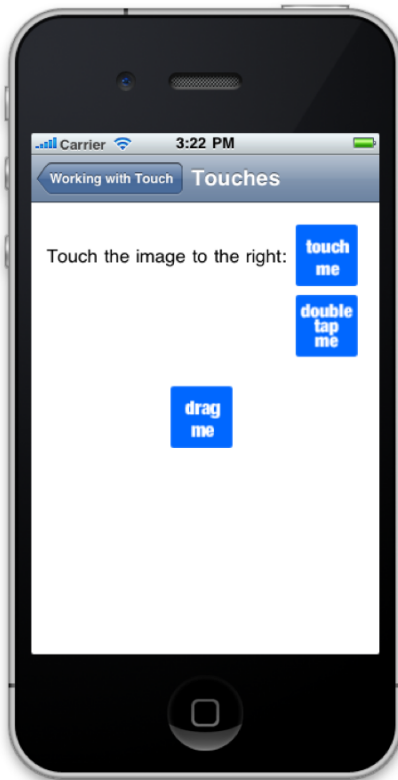 Carrier 3:22 PM
Working with Touch Touches
Touch the image to the right:
touch
me
double
tap
me
drag
me